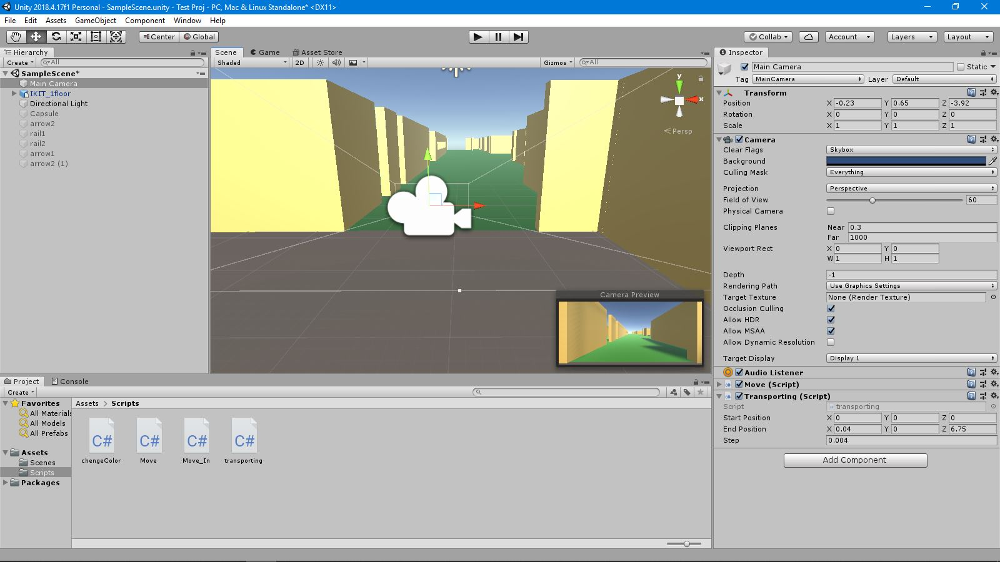 Unity 2018.4.17f1 Personal - SampleScene.unity - Test Proj - PC, Mac & Linux Standalone* <DX11>
File Edit Assets GameObject Component Window Help
Center Global Collab Account Layers Layout
Hierarchy
Create All
SampleScene*
Main Camera
IKIT_1floor
Directional Light
Capsule
arrow2
rail1
rail2
arrow1
arrow2 (1)
Scene Game Asset Store
Shaded 2D Gizmos All
y
x
Persp
Camera Preview
Inspector
Main Camera Static
Tag MainCamera Layer Default
Transform
Position X -0.23 Y 0.65 Z -3.92
Rotation X 0 Y 0 Z 0
Scale X 1 Y 1 Z 1
Camera
Clear Flags Skybox
Background
Culling Mask Everything
Projection Perspective
Field of View 60
Physical Camera
Clipping Planes Near 0.3
Far 1000
Viewport Rect X 0 Y 0
W 1 H 1
Depth -1
Rendering Path Use Graphics Settings
Target Texture None (Render Texture)
Occlusion Culling
Allow HDR
Allow MSAA
Allow Dynamic Resolution
Target Display Display 1
Audio Listener
Move (Script)
Transporting (Script)
Script transporting
Start Position X 0 Y 0 Z 0
End Position X 0.04 Y 0 Z 6.75
Step 0.004
Add Component
Project Console
Create
Favorites
All Materials
All Models
All Prefabs
Assets
Scenes
Scripts
Packages
Assets > Scripts
C# C# C# C#
chengeColor Move Move_In transporting